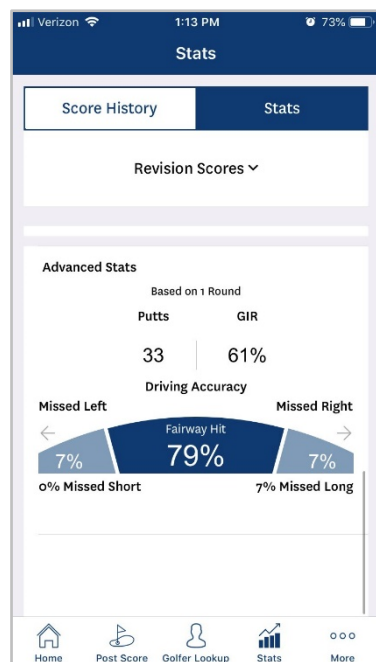 Verizon 1:13 PM 73%
Stats
Score History Stats
Revision Scores
Advanced Stats
Based on 1 Round
Putts GIR
33 61%
Driving Accuracy
Missed Left Missed Right
Fairway Hit
7% 79% 7%
0% Missed Short 7% Missed Long
Home Post Score Golfer Lookup Stats More